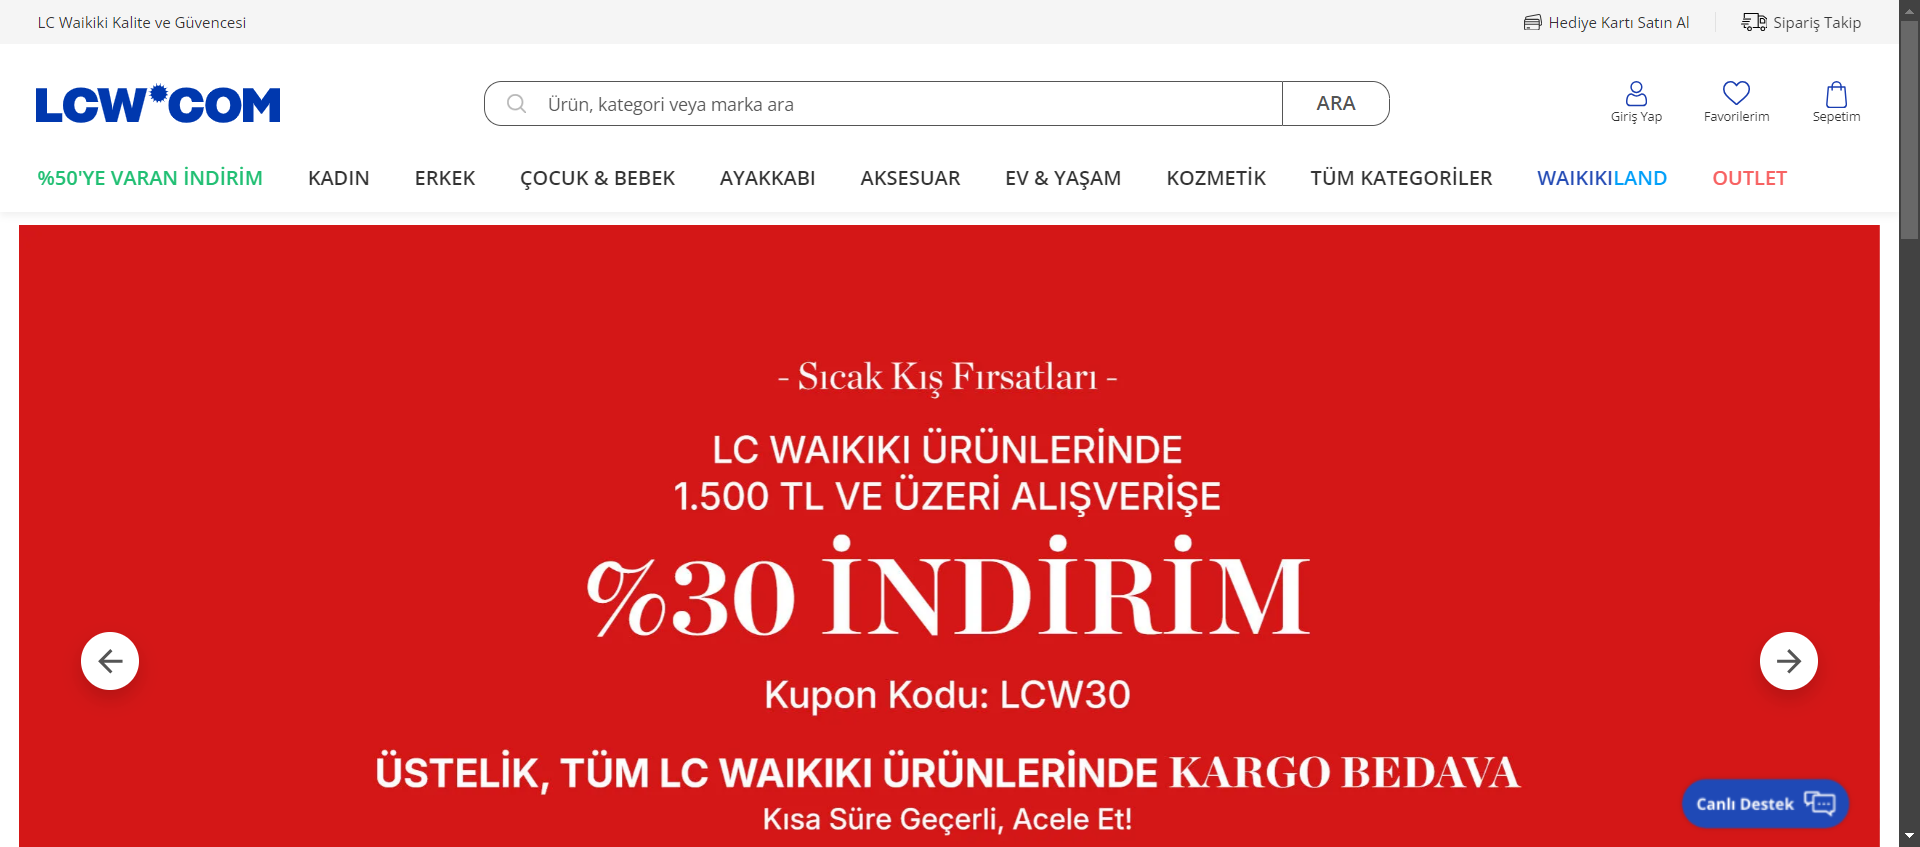 LC Waikiki Kalite ve Güvencesi
Hediye Kartı Satın Al
Sipariş Takip
LCW COM
Ürün, kategori veya marka ara
ARA
Giriş Yap
Favorilerim
Sepetim
%50'YE VARAN İNDİRİM
KADIN
ERKEK
ÇOCUK & BEBEK
AYAKKABI
AKSESUAR
EV & YAŞAM
KOZMETİK
TÜM KATEGORİLER
WAIKIKILAND
OUTLET
- Sıcak Kış Fırsatları -
LC WAIKIKI ÜRÜNLERİNDE
1.500 TL VE ÜZERİ ALIŞVERİŞE
%30 İNDİRİM
Kupon Kodu: LCW30
ÜSTELİK, TÜM LC WAIKIKI ÜRÜNLERİNDE KARGO BEDAVA
Kısa Süre Geçerli, Acele Et!
Canlı Destek